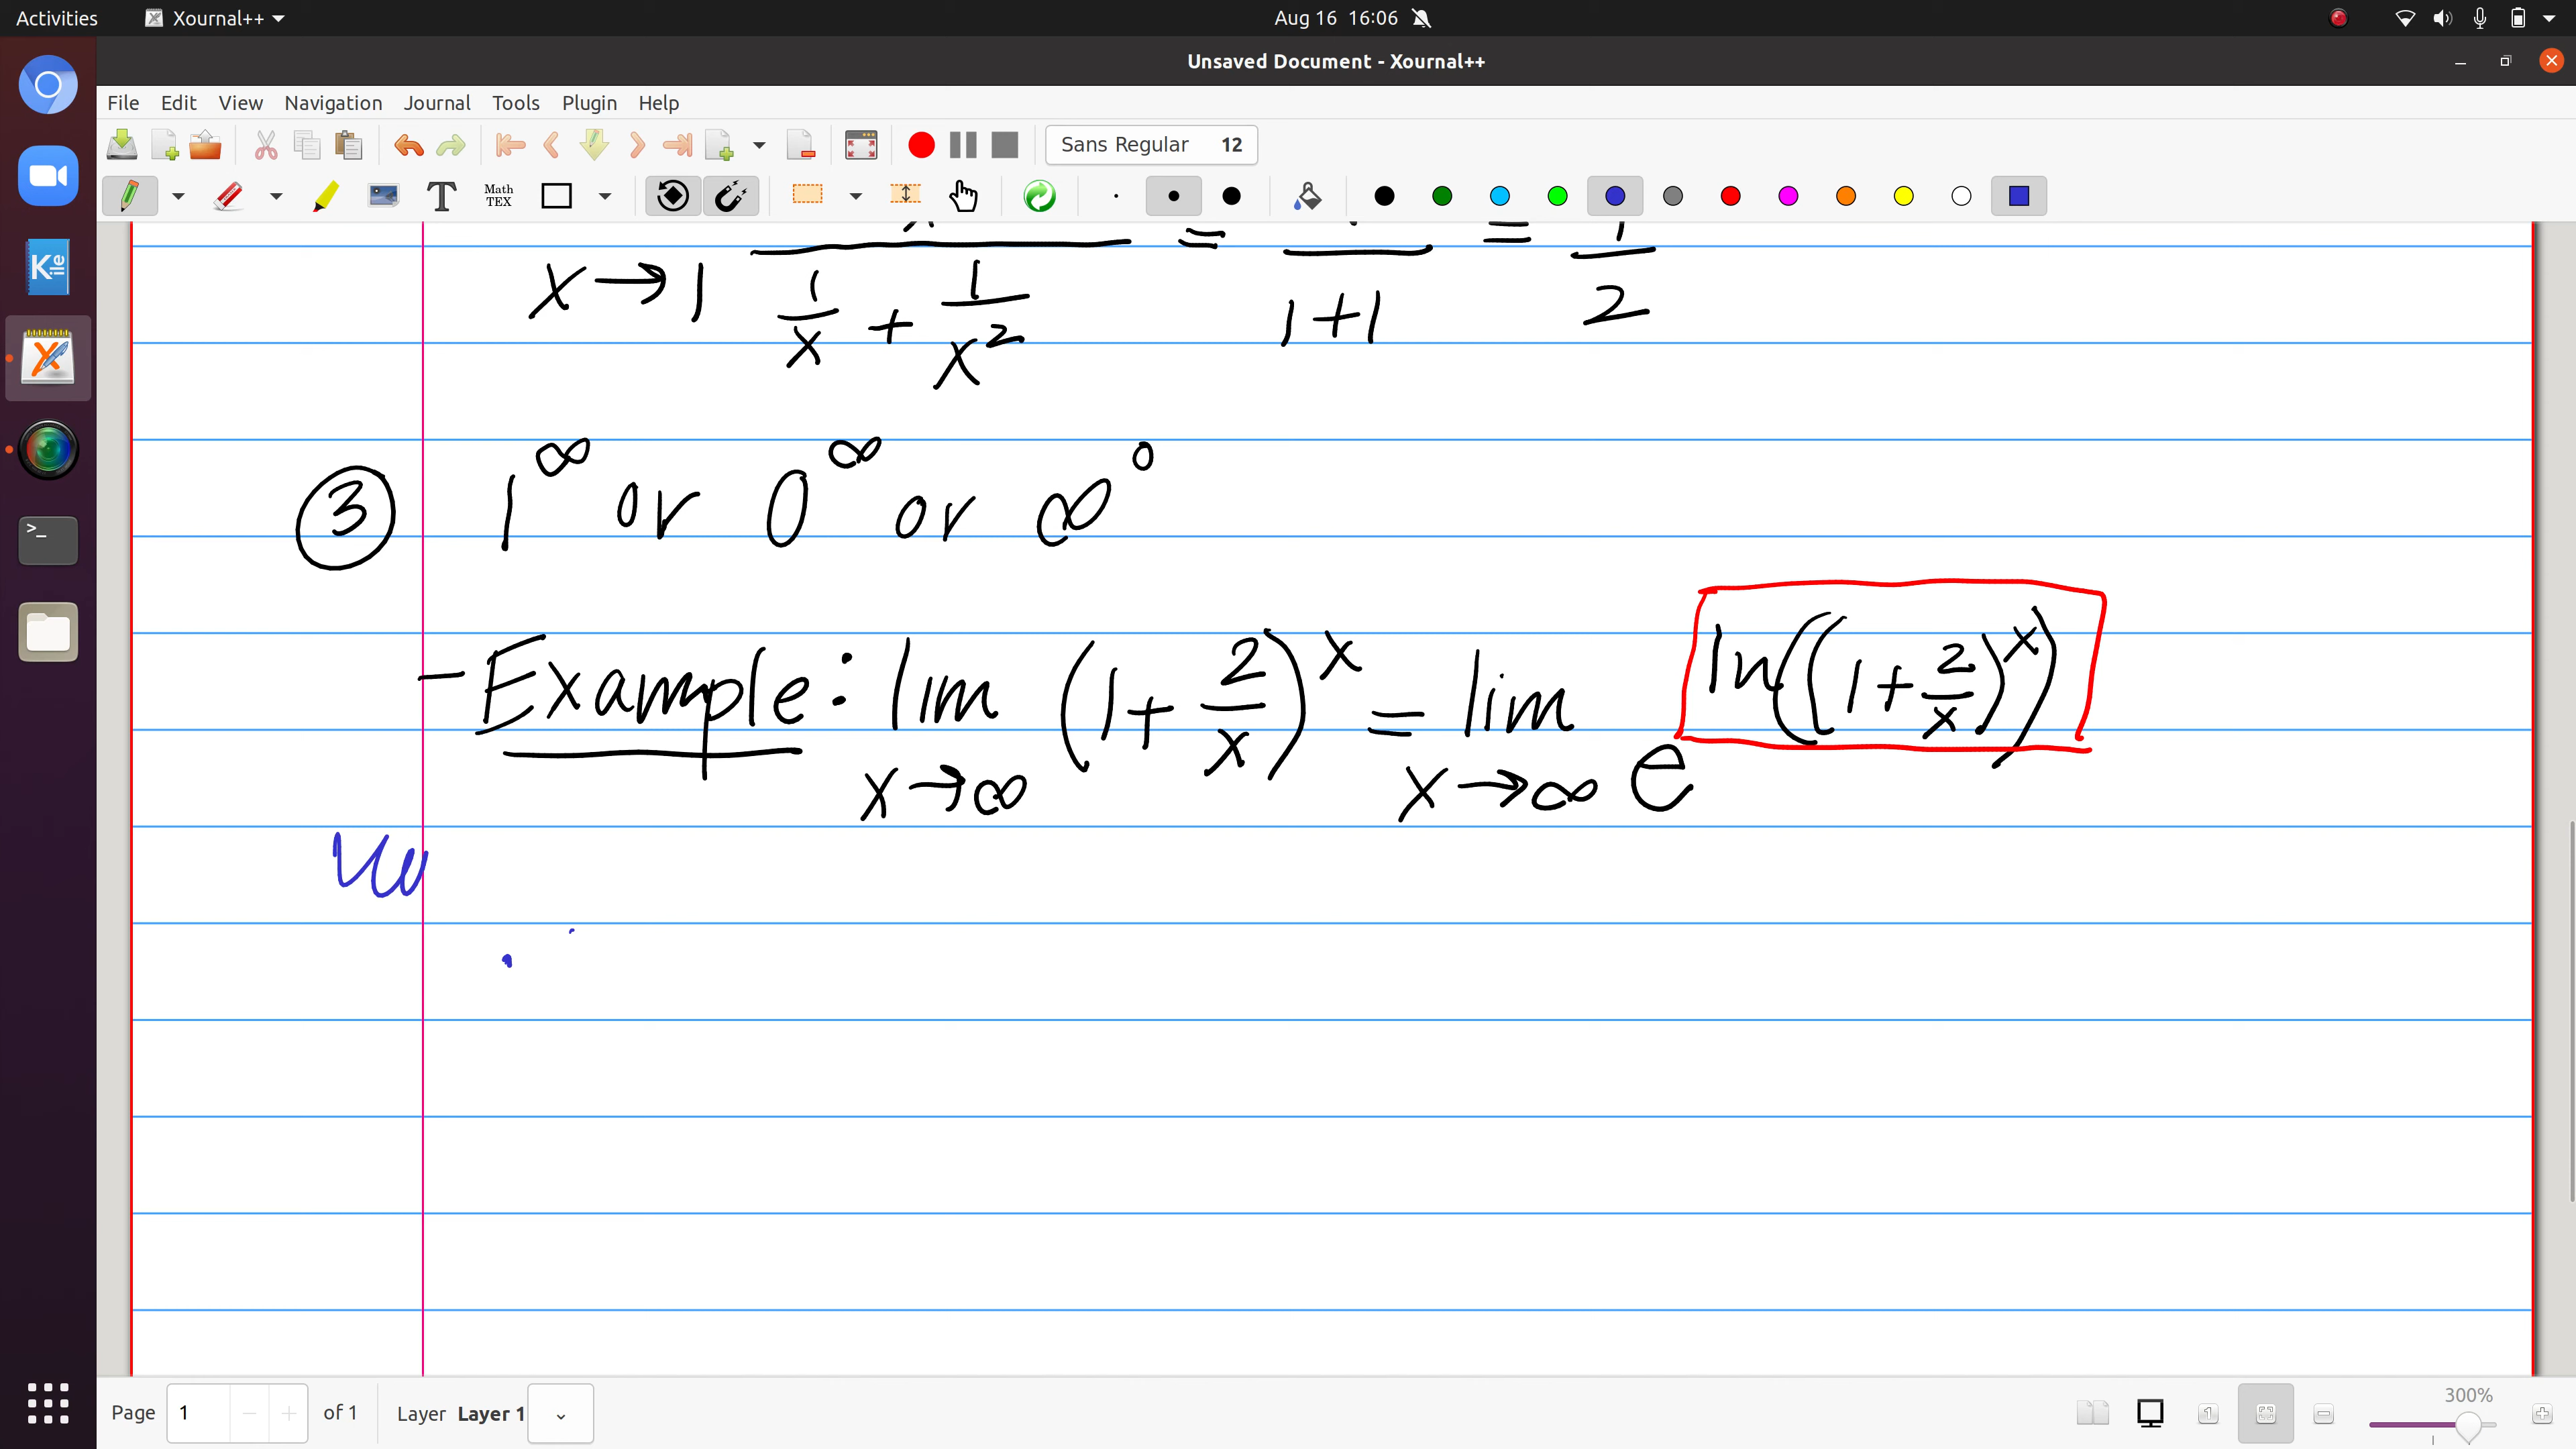 Activities Xournal++ Aug 16 16:06
Unsaved Document - Xournal++
File Edit View Navigation Journal Tools Plugin Help
Sans Regular 12
Math TEX
x→1 1/x + 1/x² = 1+1 = 1/2
③ 1^∞ or 0^∞ or ∞^0
- Example: lim x→∞ (1+2/x)^x = lim x→∞ e^ln((1+2/x)^x)
Page 1 of 1 Layer Layer 1 300%